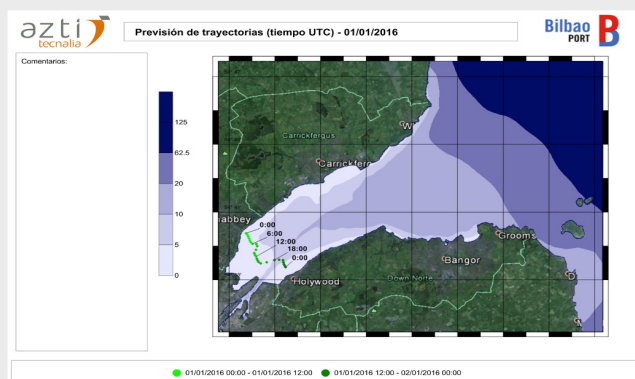 azti
tecnalia
Previsión de trayectorias (tiempo UTC) - 01/01/2016
Bilbao
PORT
B
Comentarios:
125
62.5
20
10
5
0
Carrickfergus
W
Carrickferg
abbey
0:00
6:00
12:00
18:00
0:00
Grooms
Bangor
Holywood
Down Norte
D
01/01/2016 00:00 - 01/01/2016 12:00
01/01/2016 12:00 - 02/01/2016 00:00